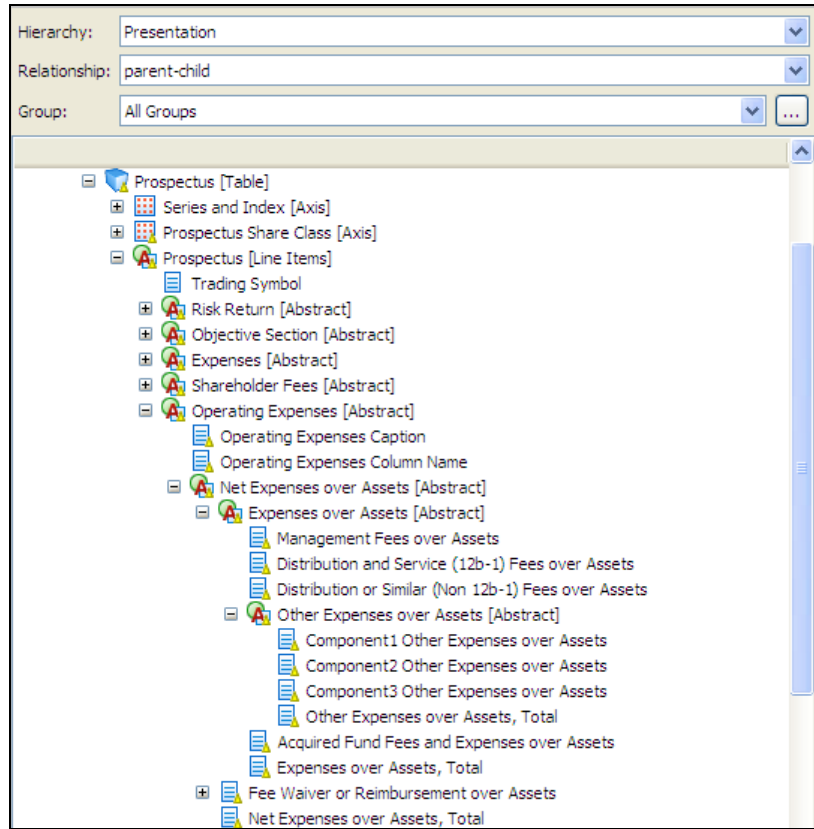 Hierarchy: Presentation
Relationship: parent-child
Group: All Groups ...
Prospectus [Table]
Series and Index [Axis]
Prospectus Share Class [Axis]
Prospectus [Line Items]
Trading Symbol
Risk Return [Abstract]
Objective Section [Abstract]
Expenses [Abstract]
Shareholder Fees [Abstract]
Operating Expenses [Abstract]
Operating Expenses Caption
Operating Expenses Column Name
Net Expenses over Assets [Abstract]
Expenses over Assets [Abstract]
Management Fees over Assets
Distribution and Service (12b-1) Fees over Assets
Distribution or Similar (Non 12b-1) Fees over Assets
Other Expenses over Assets [Abstract]
Component1 Other Expenses over Assets
Component2 Other Expenses over Assets
Component3 Other Expenses over Assets
Other Expenses over Assets, Total
Acquired Fund Fees and Expenses over Assets
Expenses over Assets, Total
Fee Waiver or Reimbursement over Assets
Net Expenses over Assets, Total